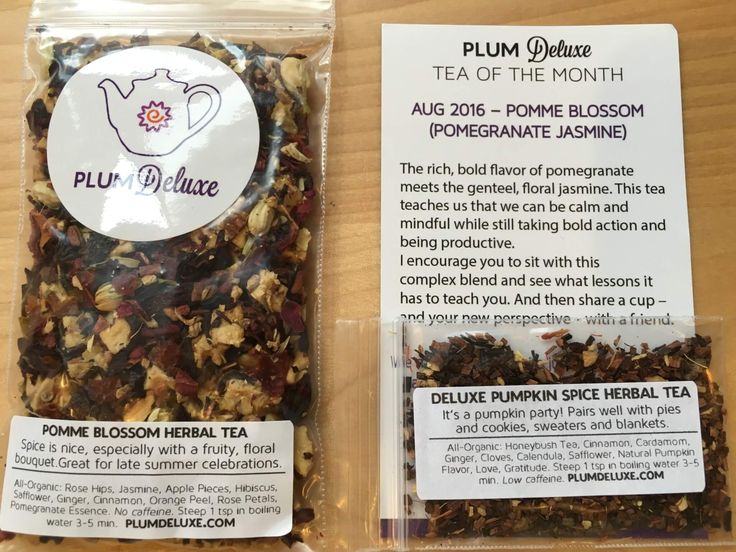 PLUM Deluxe
POMME BLOSSOM HERBAL TEA
Spice is nice, especially with a fruity, floral
bouquet.Great for late summer celebrations.
All-Organic: Rose Hips, Jasmine, Apple Pieces, Hibiscus,
Safflower, Ginger, Cinnamon, Orange Peel, Rose Petals,
Pomegranate Essence. No caffeine. Steep 1 tsp in boiling
water 3-5 min. PLUMDELUXE.COM
PLUM Deluxe
TEA OF THE MONTH
AUG 2016 – POMME BLOSSOM
(POMEGRANATE JASMINE)
The rich, bold flavor of pomegranate
meets the genteel, floral jasmine. This tea
teaches us that we can be calm and
mindful while still taking bold action and
being productive.
I encourage you to sit with this
complex blend and see what lessons it
has to teach you. And then share a cup –
and your new perspective - with a friend.
DELUXE PUMPKIN SPICE HERBAL TEA
It's a pumpkin party! Pairs well with pies
and cookies, sweaters and blankets.
All-Organic: Honeybush Tea, Cinnamon, Cardamom,
Ginger, Cloves, Calendula, Safflower, Natural Pumpkin
Flavor, Love, Gratitude. Steep 1 tsp in boiling water 3-5
min. Low caffeine. PLUMDELUXE.COM